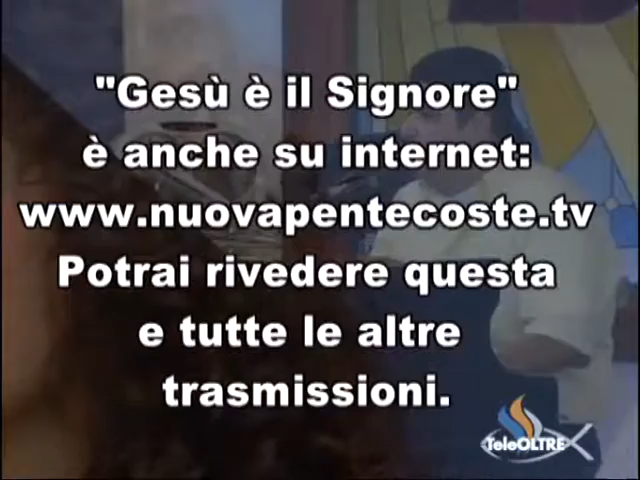 "Gesù è il Signore"
è anche su internet:
www.nuovapentecoste.tv
Potrai rivedere questa
e tutte le altre
trasmissioni.
TeleOLTRE